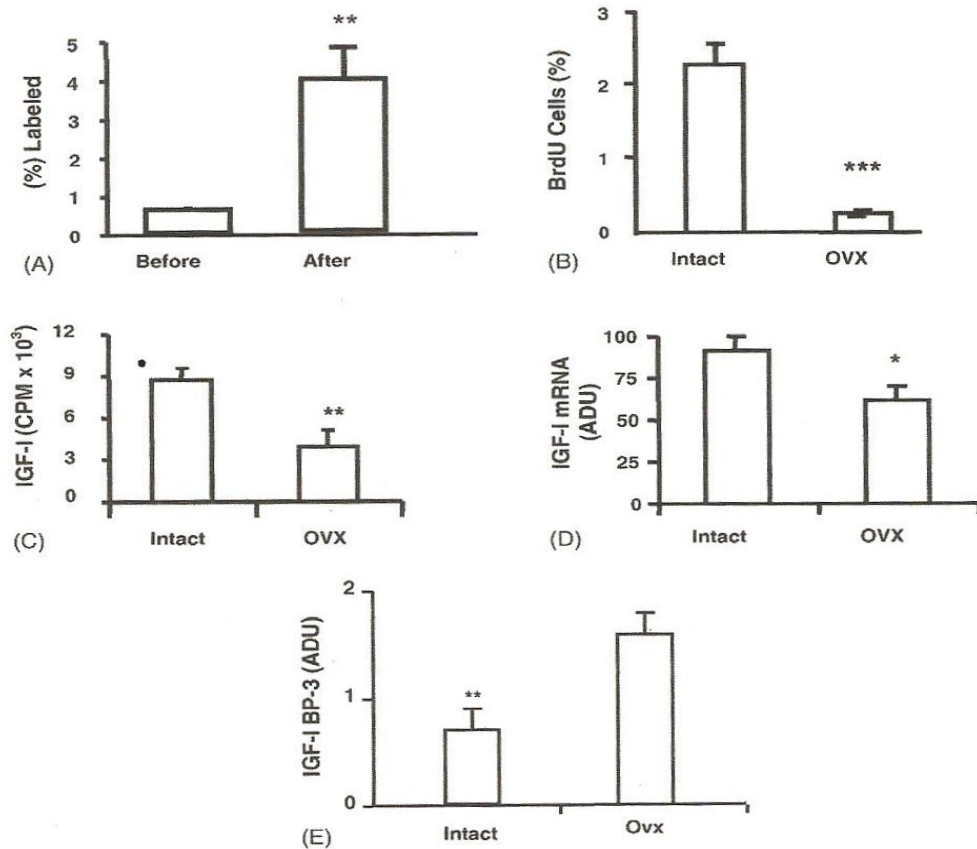 **
5
4
3
2
1
0
(%) Labeled
Before After
(A)
3
2
1
0
BrdU Cells (%)
***
Intact OVX
(B)
12
9
6
3
0
IGF-I (CPM x 10³)
**
Intact OVX
(C)
100
75
50
25
0
IGF-I mRNA
(ADU)
*
Intact OVX
(D)
2
1
0
IGF-I BP-3 (ADU)
**
Intact Ovx
(E)